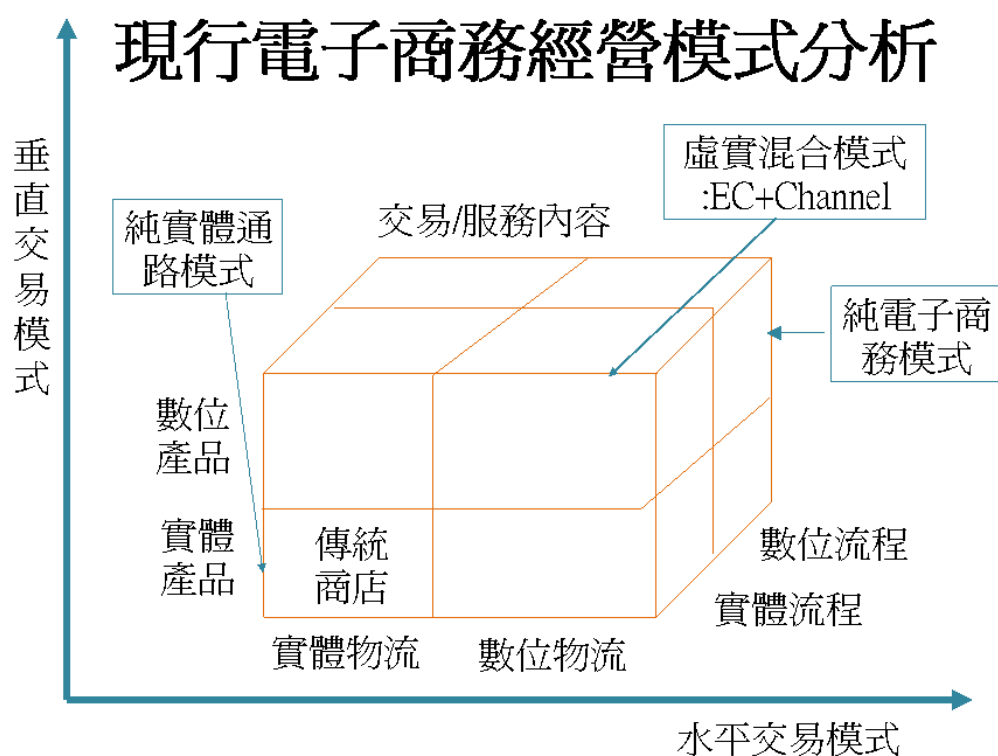 現行電子商務經營模式分析
垂
直
交
易
模
式
虛實混合模式
:EC+Channel
純實體通
路模式
交易/服務內容
純電子商
務模式
數位
產品
實體
產品
傳統
商店
數位流程
實體流程
實體物流
數位物流
水平交易模式